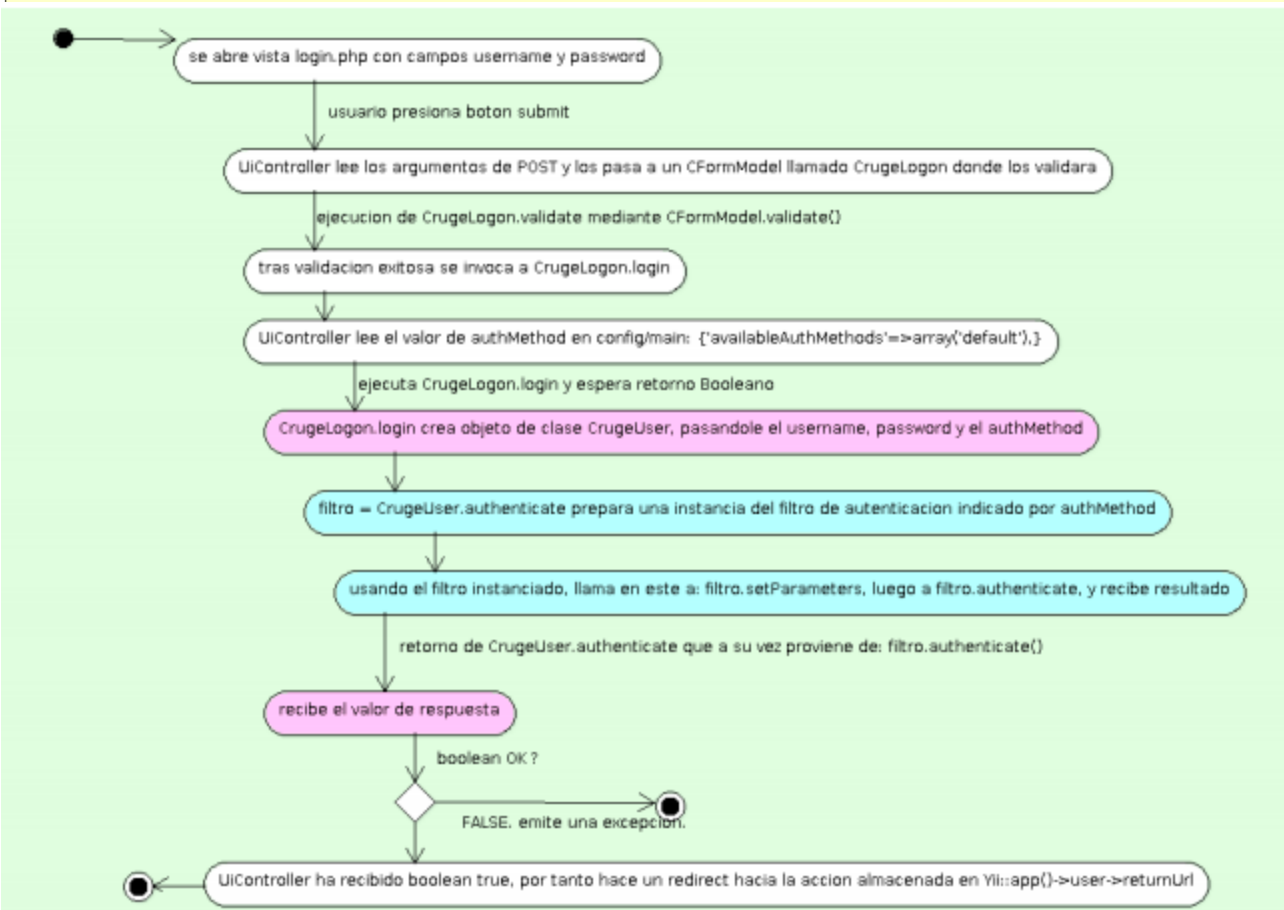 se abre vista login.php con campos username y password
usuario presiona boton submit
UiController lee los argumentos de POST y los pasa a un CFormModel llamado CrugeLogon donde los validara
ejecucion de CrugeLogon.validate mediante CFormModel.validate()
tras validacion exitosa se invoca a CrugeLogon.login
UiController lee el valor de authMethod en config/main: {'availableAuthMethods'=>array('default'),}
ejecuta CrugeLogon.login y espera retorno Booleano
CrugeLogon.login crea objeto de clase CrugeUser, pasandole el username, password y el authMethod
filtro = CrugeUser.authenticate prepara una instancia del filtro de autenticacion indicado por authMethod
usando el filtro instanciado, llama en este a: filtro.setParameters, luego a filtro.authenticate, y recibe resultado
retorno de CrugeUser.authenticate que a su vez proviene de: filtro.authenticate()
recibe el valor de respuesta
boolean OK?
FALSE. emite una excepcion.
UiController ha recibido boolean true, por tanto hace un redirect hacia la accion almacenada en Yii::app()->user->returnUrl